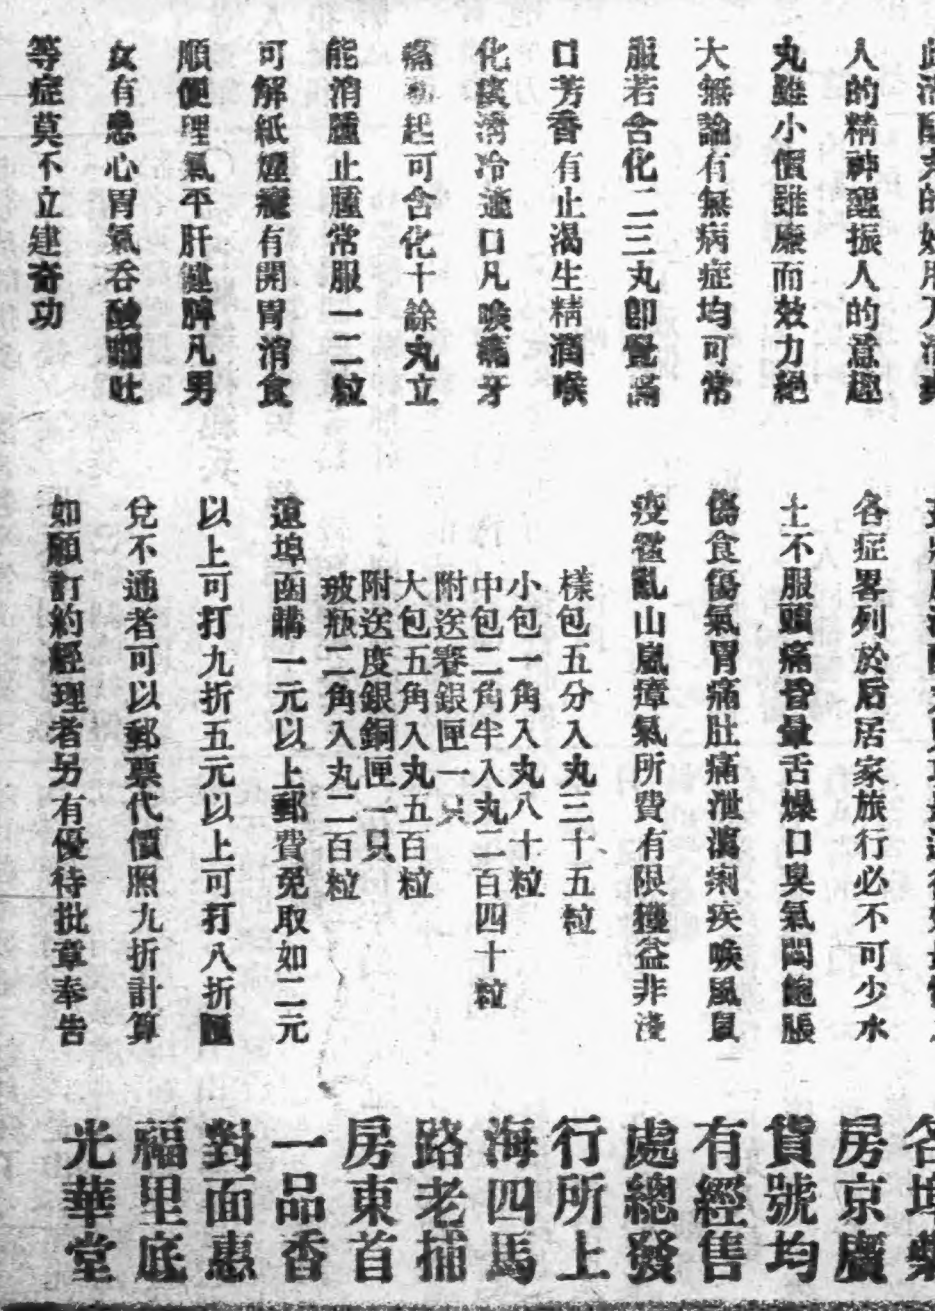 人的精神醒振人的意趣
丸雖小價雖廉而效力絕
大無論有無病症均可常
服若含化二三丸卽覺滿
口芳香有止渴生精潤喉
化痰清冷適口凡喉痛牙
痛 起可含化十餘丸立
能消腫止腫常服一二粒
可解紙煙癮有開胃消食
順便理氣平肝健脾凡男
女有患心胃氣吞酸嘔吐
等症莫不立建奇功
各症畧列於后居家旅行必不可少水
土不服頭痛昏暈舌燥口臭氣悶飽脹
傷食傷氣胃痛肚痛泄瀉痢疾喉風鼠
疫霍亂山嵐瘴氣所費有限獲益非淺
樣包五分入丸三十五粒
小包一角入丸八十粒
中包二角半入丸二百四十粒
附送賽銀匣一只
大包五角入丸五百粒
附送度銀銅匣一只
玻瓶二角入丸二百粒
遠埠函購一元以上郵費免取如二元
以上可打九折五元以上可打八折匯
兌不通者可以郵票代價照九折計算
如願訂約經理者另有優待批章奉告
各埠藥
房京廣
貨號均
有經售
處總發
行所上
海四馬
路老捕
房東首
一品香
對面惠
福里底
光華堂